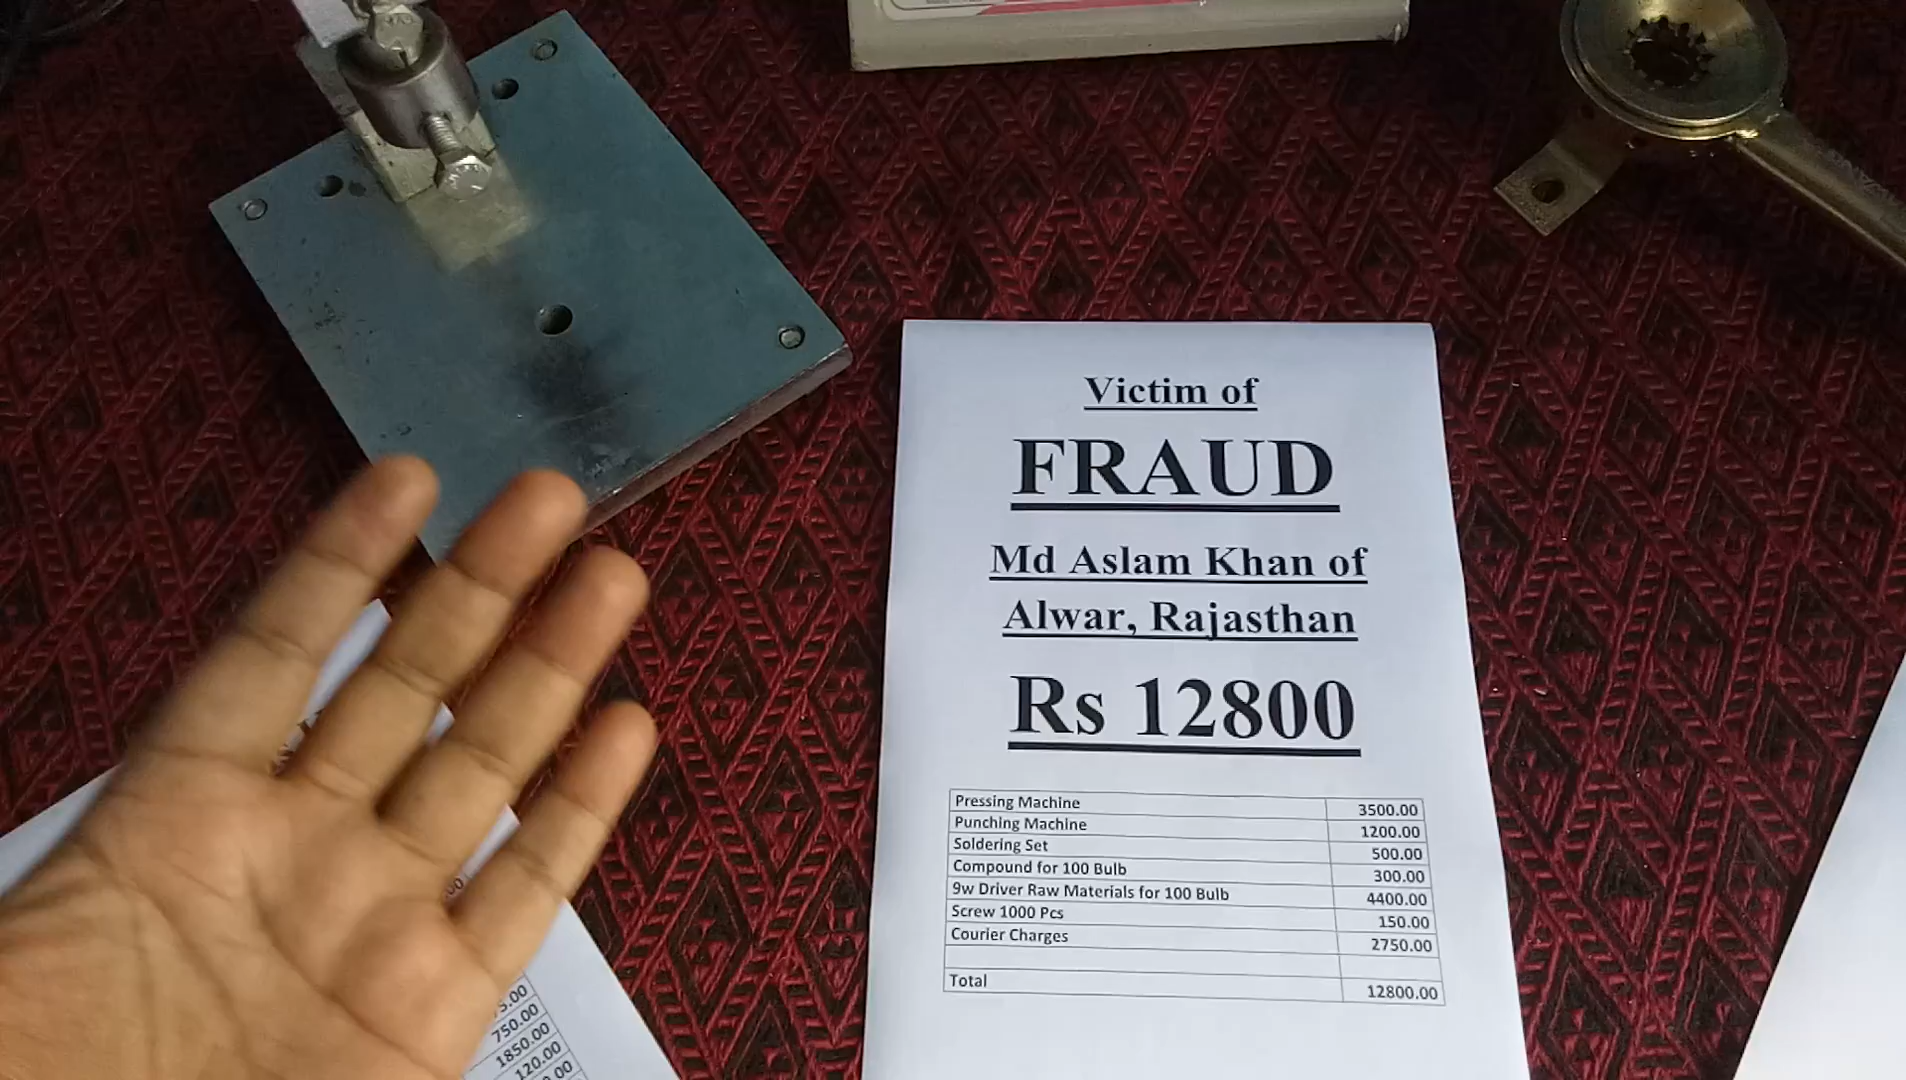 Victim of
FRAUD
Md Aslam Khan of
Alwar, Rajasthan
Rs 12800
Pressing Machine 3500.00
Punching Machine 1200.00
Soldering Set 500.00
Compound for 100 Bulb 300.00
9w Driver Raw Materials for 100 Bulb 4400.00
Screw 1000 Pcs 150.00
Courier Charges 2750.00
Total 12800.00
750.00
1850.00
120.00